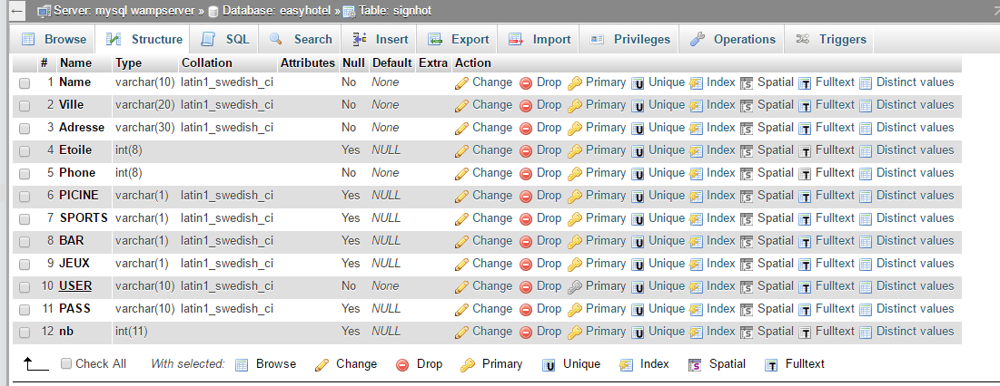 Server: mysql wampserver » Database: easyhotel » Table: signhot
Browse Structure SQL Search Insert Export Import Privileges Operations Triggers
# Name Type Collation Attributes Null Default Extra Action
1 Name varchar(10) latin1_swedish_ci No None Change Drop Primary Unique Index Spatial Fulltext Distinct values
2 Ville varchar(20) latin1_swedish_ci No None Change Drop Primary Unique Index Spatial Fulltext Distinct values
3 Adresse varchar(30) latin1_swedish_ci No None Change Drop Primary Unique Index Spatial Fulltext Distinct values
4 Etoile int(8) Yes NULL Change Drop Primary Unique Index Spatial Fulltext Distinct values
5 Phone int(8) No None Change Drop Primary Unique Index Spatial Fulltext Distinct values
6 PICINE varchar(1) latin1_swedish_ci Yes NULL Change Drop Primary Unique Index Spatial Fulltext Distinct values
7 SPORTS varchar(1) latin1_swedish_ci Yes NULL Change Drop Primary Unique Index Spatial Fulltext Distinct values
8 BAR varchar(1) latin1_swedish_ci Yes NULL Change Drop Primary Unique Index Spatial Fulltext Distinct values
9 JEUX varchar(1) latin1_swedish_ci Yes NULL Change Drop Primary Unique Index Spatial Fulltext Distinct values
10 USER varchar(10) latin1_swedish_ci No None Change Drop Primary Unique Index Spatial Fulltext Distinct values
11 PASS varchar(10) latin1_swedish_ci Yes NULL Change Drop Primary Unique Index Spatial Fulltext Distinct values
12 nb int(11) Yes NULL Change Drop Primary Unique Index Spatial Fulltext Distinct values
Check All With selected: Browse Change Drop Primary Unique Index Spatial Fulltext